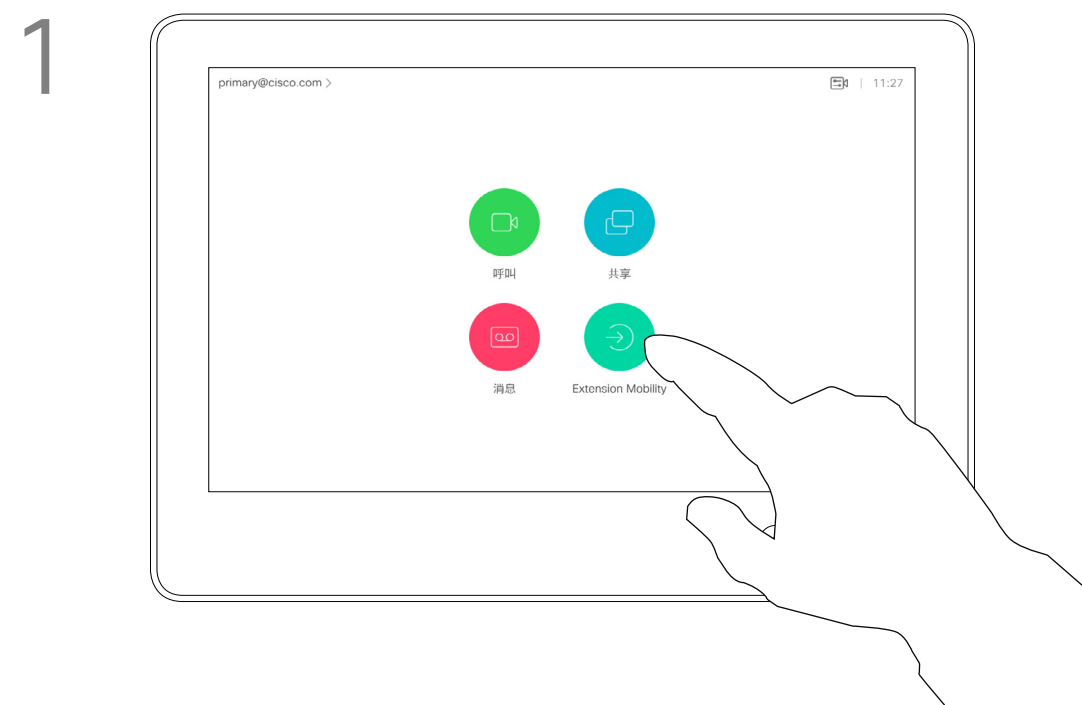 1
primary@cisco.com >
11:27
呼叫
共享
消息
Extension Mobility